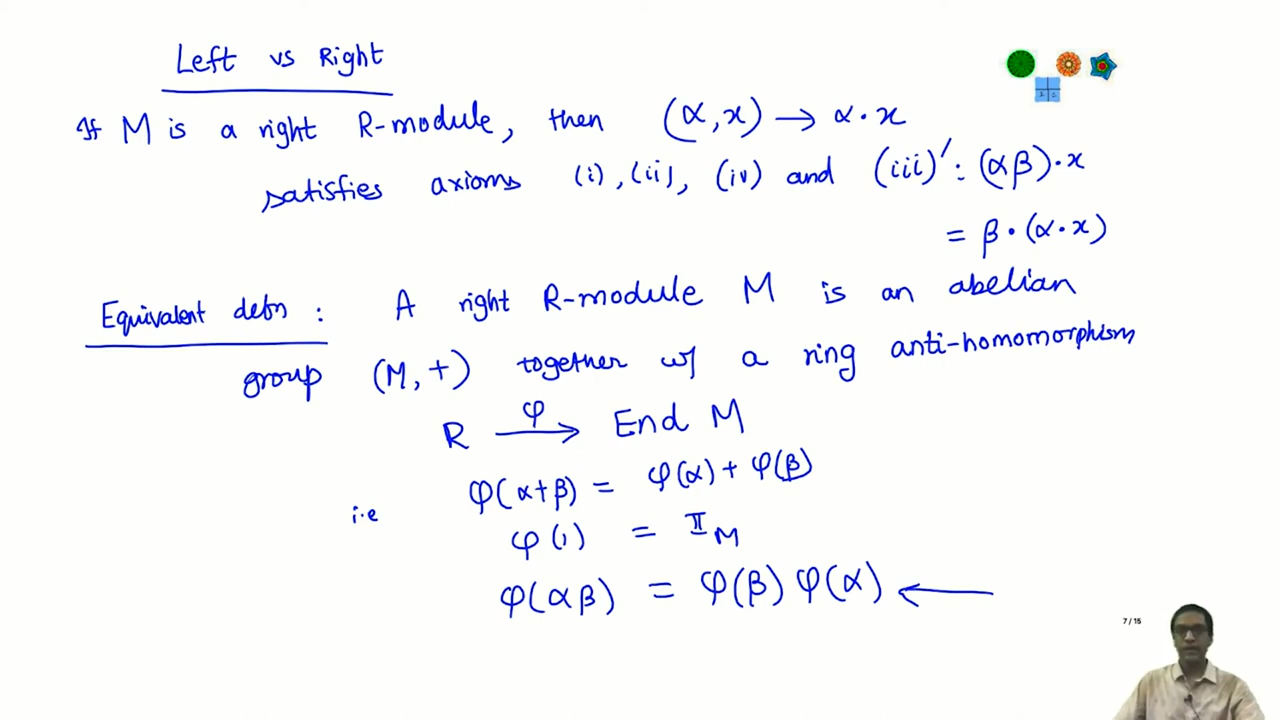 Left vs Right
If M is a right R-module, then (α, x) → α·x
satisfies axioms (i), (ii), (iv) and (iii)′ : (αβ)·x
= β·(α·x)
Equivalent defn : A right R-module M is an abelian
group (M, +) together w/ a ring anti-homomorphism
R —φ→ End M
i.e φ(α+β) = φ(α) + φ(β)
φ(1) = 𝕀_M
φ(αβ) = φ(β) φ(α) ←
7 / 15